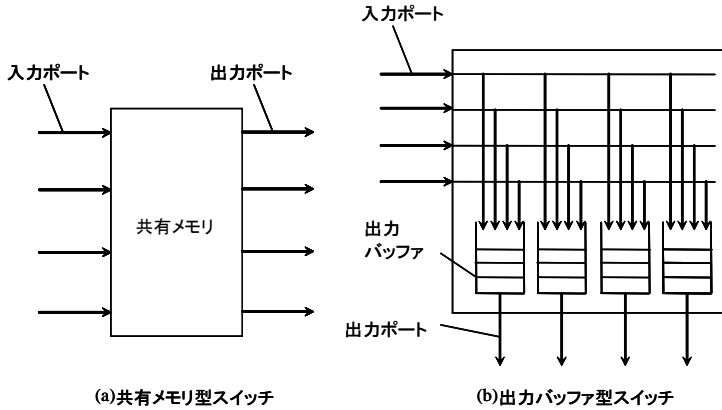 入力ポート
出力ポート
共有メモリ
(a)共有メモリ型スイッチ
入力ポート
出力
バッファ
出力ポート
(b)出力バッファ型スイッチ